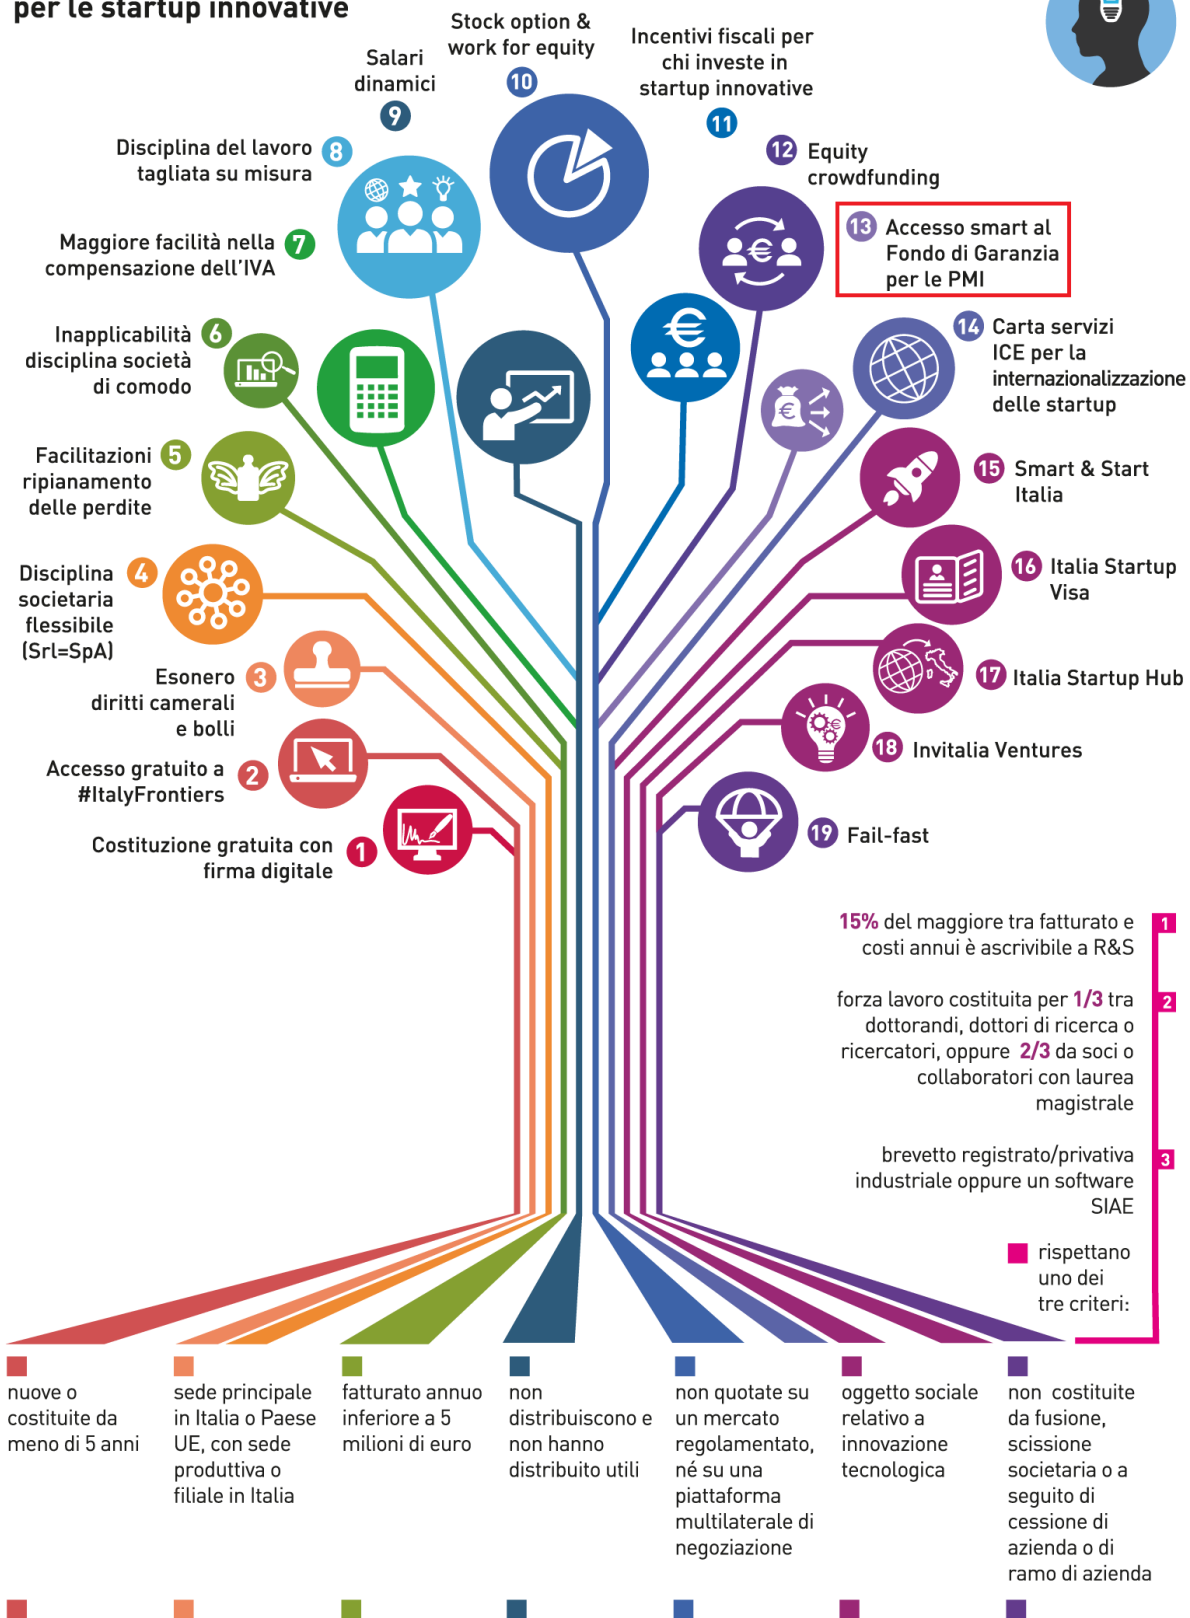 per le startup innovative
Stock option &
work for equity
10
Incentivi fiscali per
chi investe in
startup innovative
11
Salari
dinamici
9
Disciplina del lavoro
tagliata su misura
8
12
Equity
crowdfunding
Maggiore facilità nella
compensazione dell'IVA
7
13
Accesso smart al
Fondo di Garanzia
per le PMI
Inapplicabilità
disciplina società
di comodo
6
14
Carta servizi
ICE per la
internazionalizzazione
delle startup
Facilitazioni
ripianamento
delle perdite
5
15
Smart & Start
Italia
Disciplina
societaria
flessibile
(Srl=SpA)
4
16
Italia Startup
Visa
Esonero
diritti camerali
e bolli
3
17
Italia Startup Hub
Accesso gratuito a
#ItalyFrontiers
2
18
Invitalia Ventures
Costituzione gratuita con
firma digitale
1
19
Fail-fast
€
€
€
€
15% del maggiore tra fatturato e
costi annui è ascrivibile a R&S
1
forza lavoro costituita per 1/3 tra
dottorandi, dottori di ricerca o
ricercatori, oppure 2/3 da soci o
collaboratori con laurea
magistrale
2
brevetto registrato/privativa
industriale oppure un software
SIAE
3
rispettano
uno dei
tre criteri:
nuove o
costituite da
meno di 5 anni
sede principale
in Italia o Paese
UE, con sede
produttiva o
filiale in Italia
fatturato annuo
inferiore a 5
milioni di euro
non
distribuiscono e
non hanno
distribuito utili
non quotate su
un mercato
regolamentato,
né su una
piattaforma
multilaterale di
negoziazione
oggetto sociale
relativo a
innovazione
tecnologica
non costituite
da fusione,
scissione
societaria o a
seguito di
cessione di
azienda o di
ramo di azienda